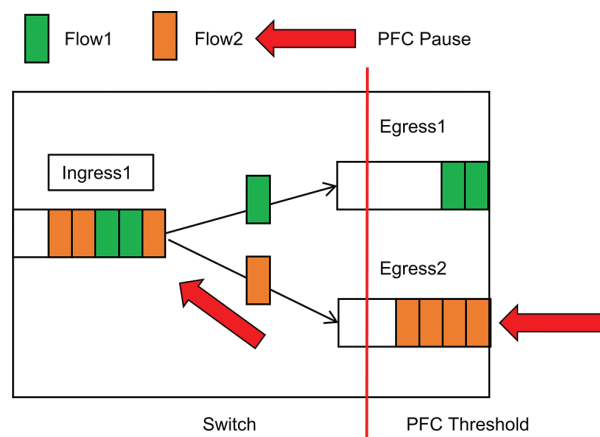 Flow1 Flow2 PFC Pause
Egress1
Ingress1
Egress2
Switch PFC Threshold